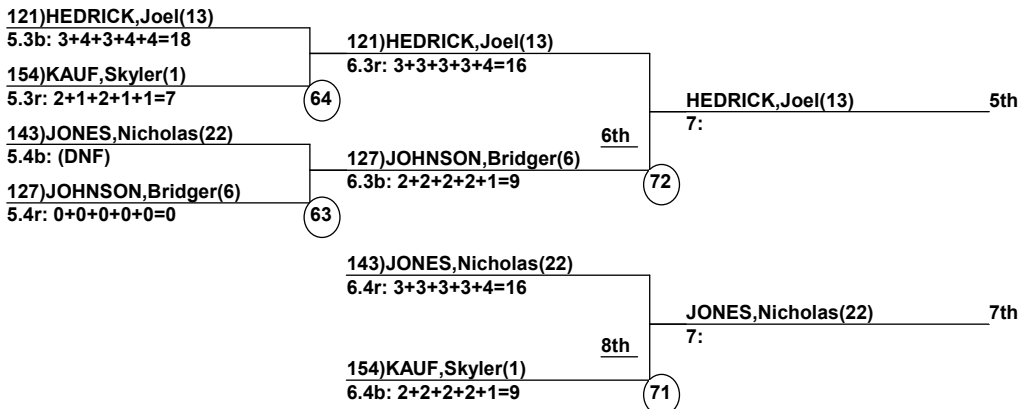 121)HEDRICK,Joel(13)
5.3b: 3+4+3+4+4=18
154)KAUF,Skyler(1)
5.3r: 2+1+2+1+1=7
64
143)JONES,Nicholas(22)
5.4b: (DNF)
127)JOHNSON,Bridger(6)
5.4r: 0+0+0+0+0=0
63
121)HEDRICK,Joel(13)
6.3r: 3+3+3+3+4=16
6th
127)JOHNSON,Bridger(6)
6.3b: 2+2+2+2+1=9
72
HEDRICK,Joel(13)
5th
7:
143)JONES,Nicholas(22)
6.4r: 3+3+3+3+4=16
8th
154)KAUF,Skyler(1)
6.4b: 2+2+2+2+1=9
71
JONES,Nicholas(22)
7th
7: